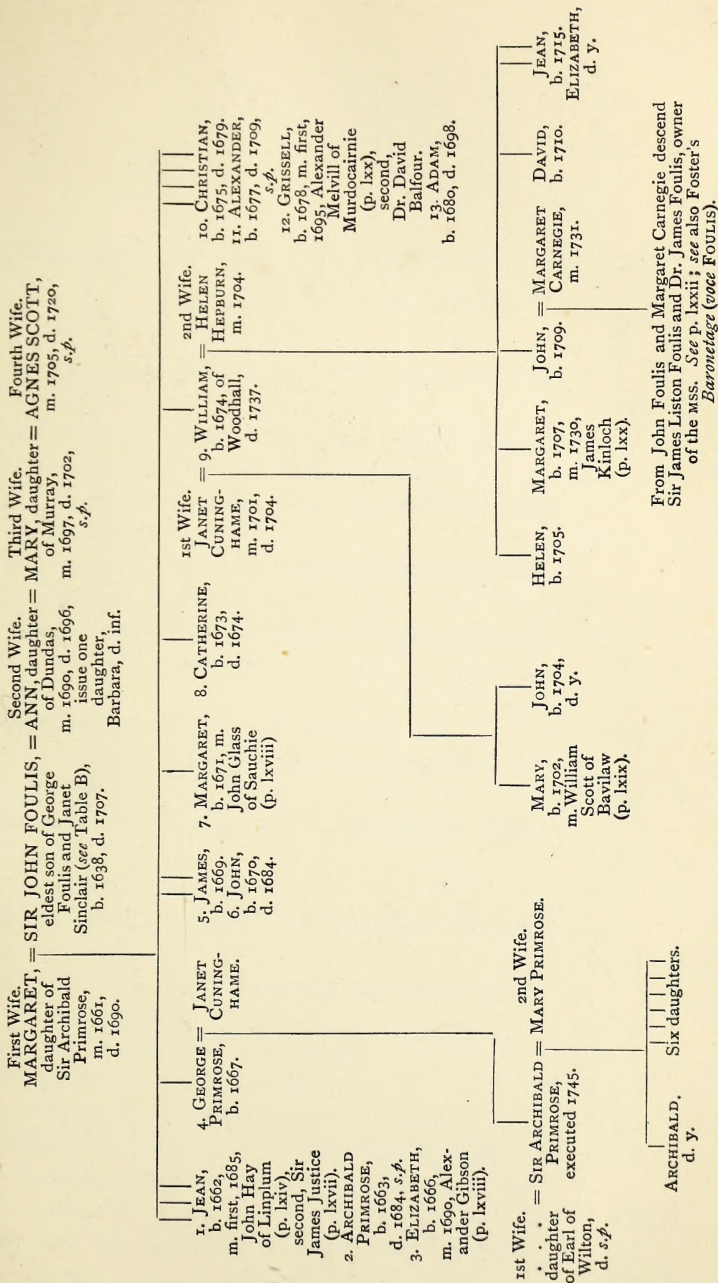 First Wife.
MARGARET,
daughter of
Sir Archibald
Primrose,
m. 1661,
d. 1690.
= SIR JOHN FOULIS, =
eldest son of George
Foulis and Janet
Sinclair (see Table B),
b. 1638, d. 1707.
Second Wife.
ANN, daughter
of Dundas,
m. 1690, d. 1696,
issue one
daughter,
Barbara, d. inf.
Third Wife.
= MARY, daughter
of Murray,
m. 1697, d. 1702,
s.p.
Fourth Wife.
= AGNES SCOTT,
m. 1705, d. 1720,
s.p.
1. JEAN,
b. 1662,
m. first, 1685,
John Hay
of Linplum
(p. lxiv),
second, Sir
James Justice
(p. lxvii).
2. ARCHIBALD
PRIMROSE,
b. 1663,
d. 1684, s.p.
3. ELIZABETH,
b. 1666,
m. 1690, Alex-
ander Gibson
(p. lxviii).
4. GEORGE
PRIMROSE,
b. 1667.
= JANET
CUNING-
HAME.
5. JAMES,
b. 1669.
6. JOHN,
b. 1670,
d. 1684.
7. MARGARET,
b. 1671, m.
John Glass
of Sauchie
(p. lxviii)
8. CATHERINE,
b. 1673
d. 1674.
1st Wife.
JANET
CUNING-
HAME,
m. 1701,
d. 1704.
= 9. WILLIAM, =
b. 1674, of
Woodhall,
d. 1737.
2nd Wife.
HELEN
HEPBURN,
m. 1704.
10. CHRISTIAN,
b. 1675, d. 1679.
11. ALEXANDER,
b. 1677, d. 1709,
s.p.
12. GRISSELL,
b. 1678, m. first,
1695, Alexander
Melvill of
Murdocairnie
(p. lxx),
second,
Dr. David
Balfour.
13. ADAM,
b. 1680, d. 1698.
1st Wife.
. . . .
daughter
of Earl of
Wilton,
d. s.p.
= SIR ARCHIBALD =
PRIMROSE,
executed 1745.
2nd Wife.
MARY PRIMROSE.
MARY,
b. 1702,
m. William
Scott of
Bavilaw
(p. lxix).
JOHN,
b. 1704,
d. y.
HELEN,
b. 1705.
MARGARET,
b. 1707,
m. 1730,
James
Kinloch
(p. lxx).
JOHN,
b. 1709.
= MARGARET
CARNEGIE,
m. 1731.
DAVID,
b. 1710.
JEAN,
b. 1715.
ELIZABETH,
d. y.
ARCHIBALD.
d. y.
Six daughters.
From John Foulis and Margaret Carnegie descend
Sir James Liston Foulis and Dr. James Foulis, owner
of the MSS. See p. lxxii; see also Foster's
Baronetage (voce FOULIS).